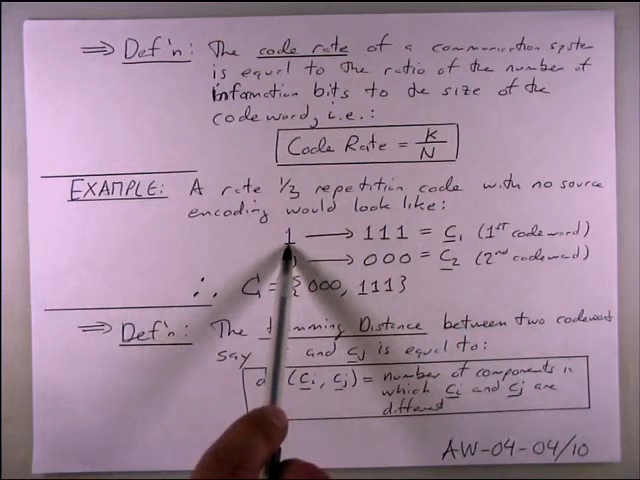 ⇒ Def'n: The code rate of a communication system
is equal to the ratio of the number of
information bits to the size of the
codeword, i.e.:
Code Rate = K/N
EXAMPLE: A rate 1/3 repetition code with no source
encoding would look like:
1 → 111 = C1 (1st codeword)
→ 000 = C2 (2nd codeword)
∴ C = {000, 111}
⇒ Def'n: The Distance between two codewords
say and cj is equal to:
(ci, cj) = number of components in
which ci and cj are
different
AW-04-04/10